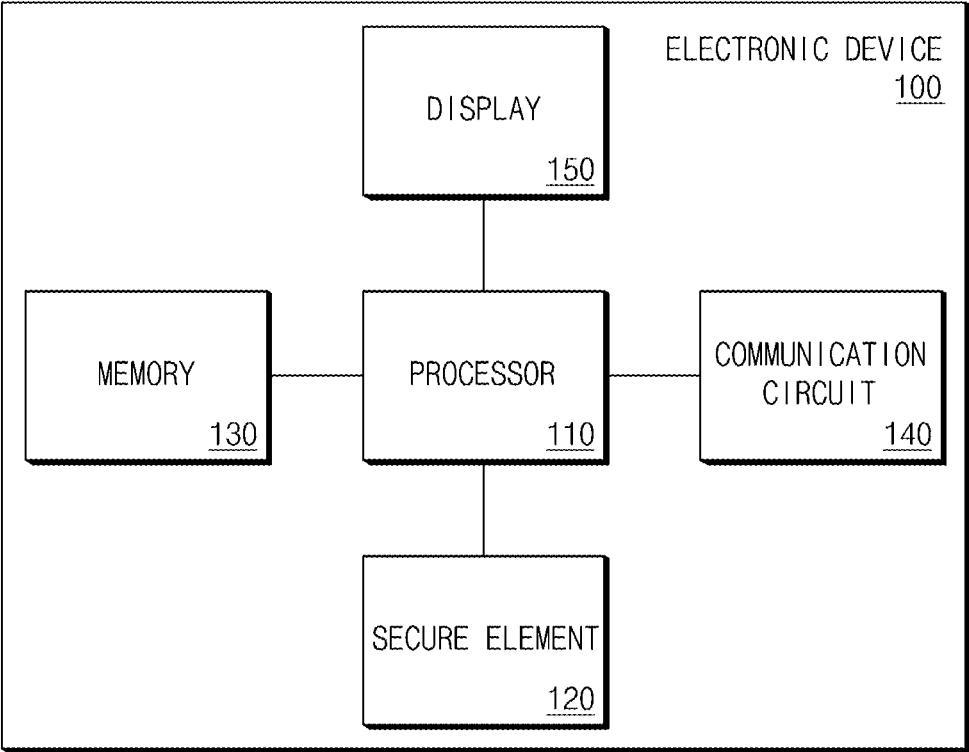 ELECTRONIC DEVICE
100
DISPLAY
150
MEMORY
130
PROCESSOR
110
COMMUNICATION
CIRCUIT
140
SECURE ELEMENT
120